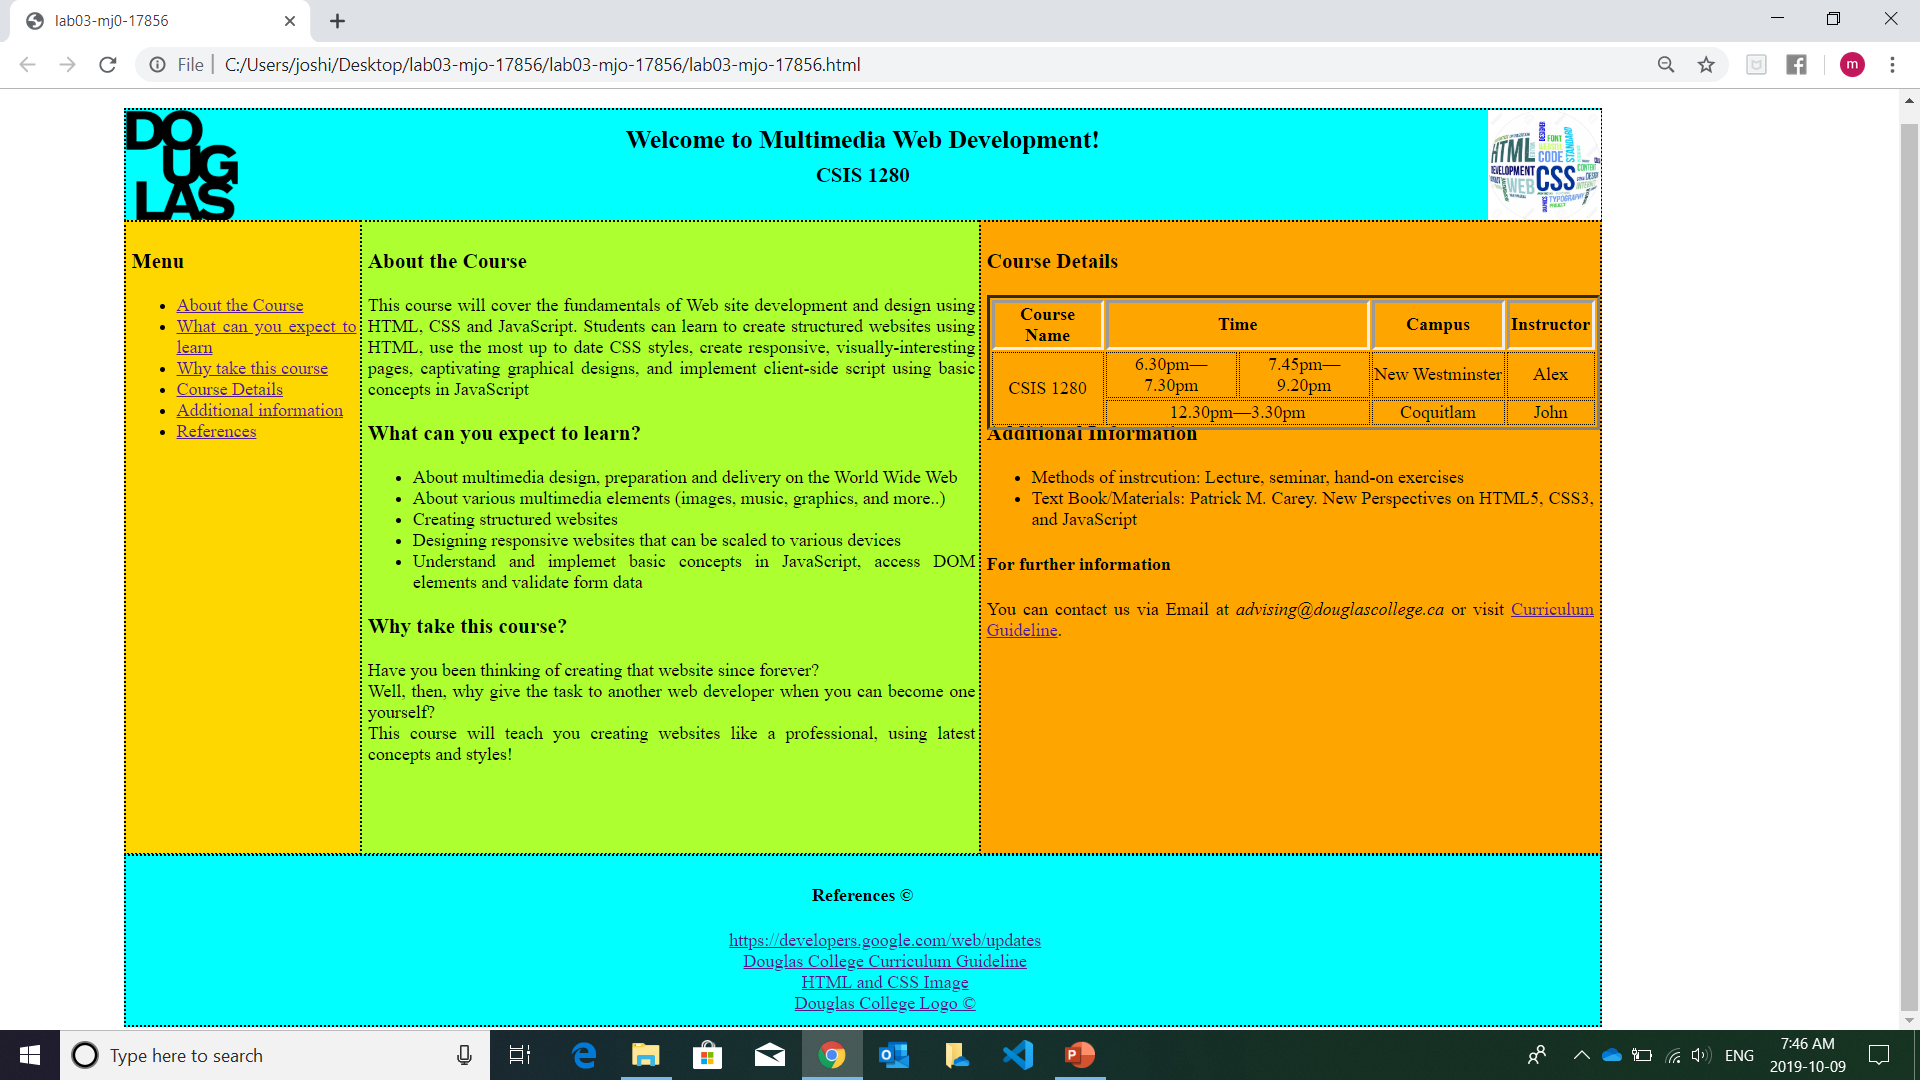 lab03-mj0-17856
File
C:/Users/joshi/Desktop/lab03-mjo-17856/lab03-mjo-17856/lab03-mjo-17856.html
m
DOUGLAS
Welcome to Multimedia Web Development!
CSIS 1280
HTML
DEVELOPMENT
WEB
CSS
CODE
FONT
STANDARD
DESIGNER
CONTENT
TYPOGRAPHY
Menu
About the Course
What can you expect to
learn
Why take this course
Course Details
Additional information
References
About the Course
This course will cover the fundamentals of Web site development and design using
HTML, CSS and JavaScript. Students can learn to create structured websites using
HTML, use the most up to date CSS styles, create responsive, visually-interesting
pages, captivating graphical designs, and implement client-side script using basic
concepts in JavaScript
What can you expect to learn?
About multimedia design, preparation and delivery on the World Wide Web
About various multimedia elements (images, music, graphics, and more..)
Creating structured websites
Designing responsive websites that can be scaled to various devices
Understand and implemet basic concepts in JavaScript, access DOM
elements and validate form data
Why take this course?
Have you been thinking of creating that website since forever?
Well, then, why give the task to another web developer when you can become one
yourself?
This course will teach you creating websites like a professional, using latest
concepts and styles!
Course Details
Course Name Time Campus Instructor
CSIS 1280 6.30pm—7.30pm 7.45pm—9.20pm New Westminster Alex
12.30pm—3.30pm Coquitlam John
Additional Information
Methods of instrcution: Lecture, seminar, hand-on exercises
Text Book/Materials: Patrick M. Carey. New Perspectives on HTML5, CSS3,
and JavaScript
For further information
You can contact us via Email at advising@douglascollege.ca or visit Curriculum
Guideline.
References ©
https://developers.google.com/web/updates
Douglas College Curriculum Guideline
HTML and CSS Image
Douglas College Logo ©
Type here to search
ENG
7:46 AM
2019-10-09